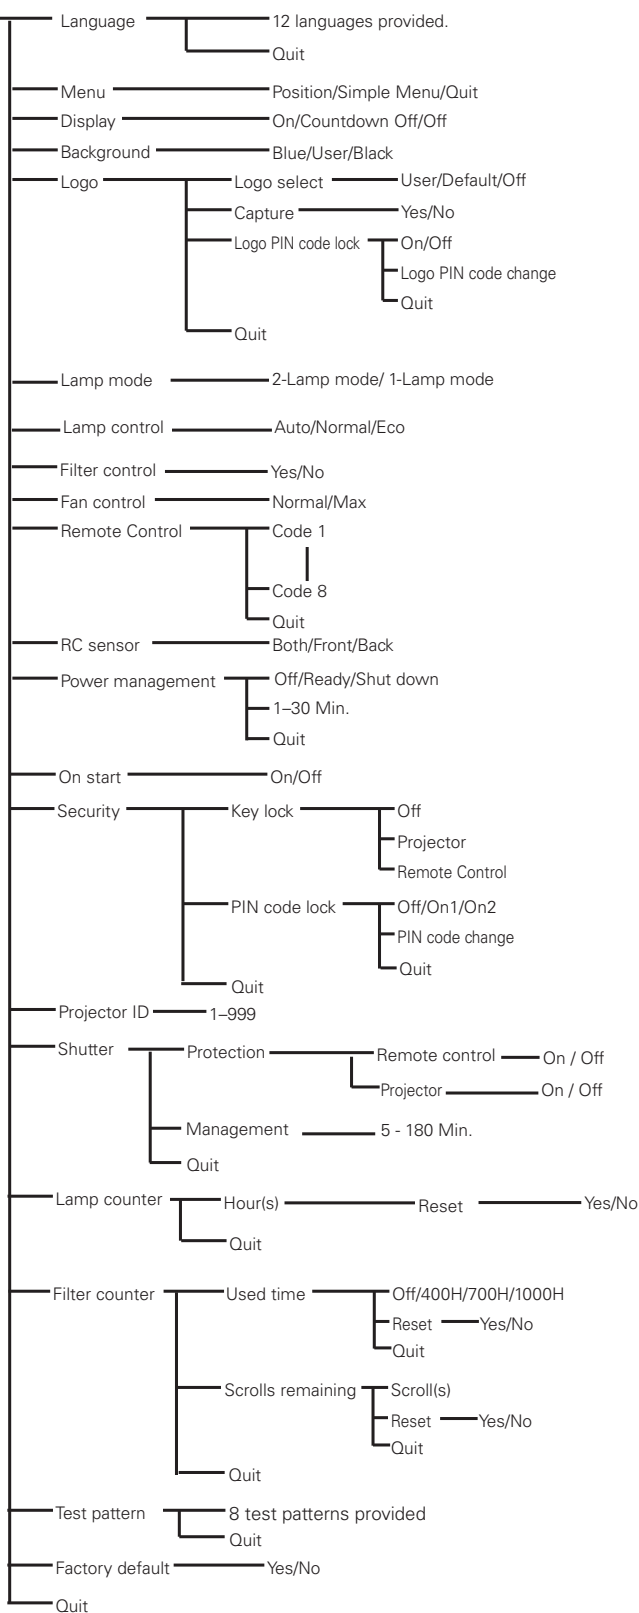 Language 12 languages provided.
Quit
Menu Position/Simple Menu/Quit
Display On/Countdown Off/Off
Background Blue/User/Black
Logo Logo select User/Default/Off
Capture Yes/No
Logo PIN code lock On/Off
Logo PIN code change
Quit
Quit
Lamp mode 2-Lamp mode/ 1-Lamp mode
Lamp control Auto/Normal/Eco
Filter control Yes/No
Fan control Normal/Max
Remote Control Code 1
Code 8
Quit
RC sensor Both/Front/Back
Power management Off/Ready/Shut down
1–30 Min.
Quit
On start On/Off
Security Key lock Off
Projector
Remote Control
PIN code lock Off/On1/On2
PIN code change
Quit
Quit
Projector ID 1–999
Shutter Protection Remote control On / Off
Projector On / Off
Management 5 - 180 Min.
Quit
Lamp counter Hour(s) Reset Yes/No
Quit
Filter counter Used time Off/400H/700H/1000H
Reset Yes/No
Quit
Scrolls remaining Scroll(s)
Reset Yes/No
Quit
Quit
Test pattern 8 test patterns provided
Quit
Factory default Yes/No
Quit